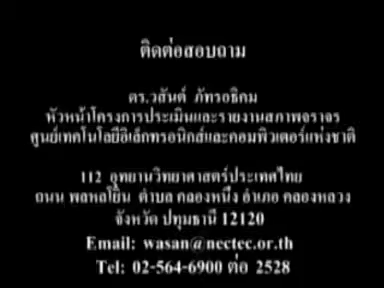 ติดต่อสอบถาม
ดร.วสันต์ ภัทรอธิคม
หัวหน้าโครงการประเมินและรายงานสภาพจราจร
ศูนย์เทคโนโลยีอิเล็กทรอนิกส์และคอมพิวเตอร์แห่งชาติ
112 อุทยานวิทยาศาสตร์ประเทศไทย
ถนน พหลโยธิน ตำบล คลองหนึ่ง อำเภอ คลองหลวง
จังหวัด ปทุมธานี 12120
Email: wasan@nectec.or.th
Tel: 02-564-6900 ต่อ 2528